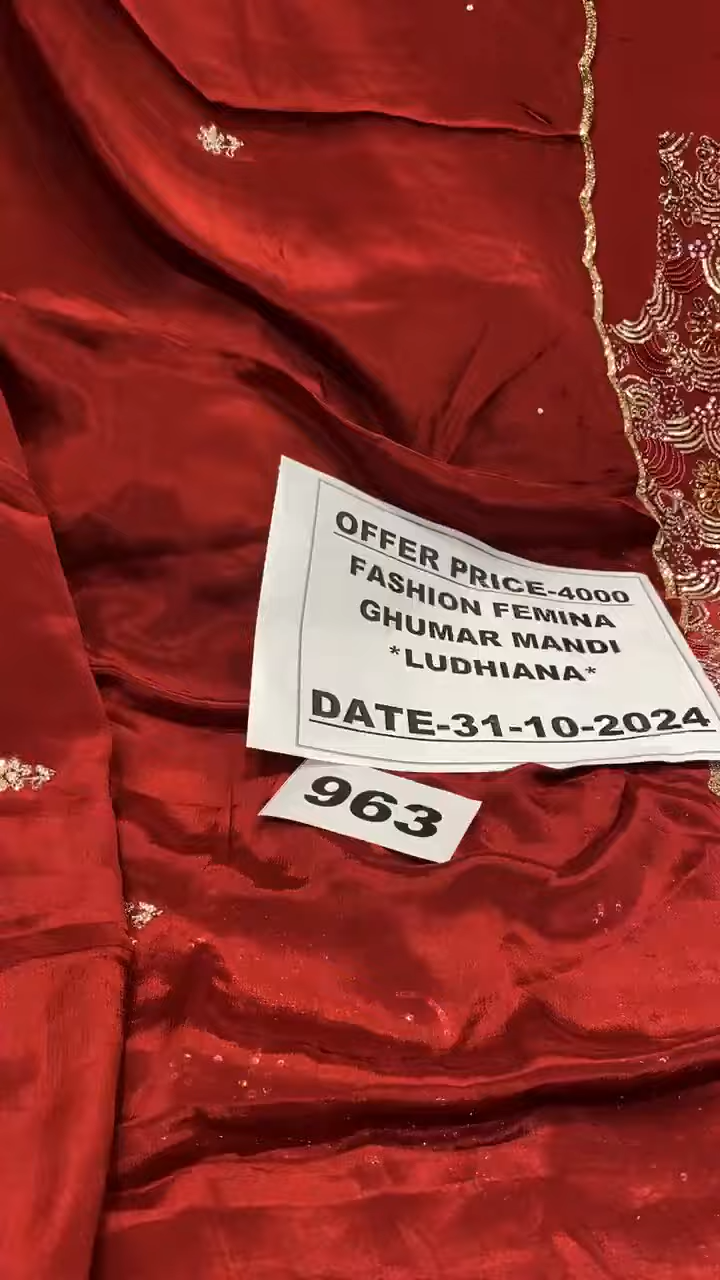 OFFER PRICE-4000
FASHION FEMINA
GHUMAR MANDI
*LUDHIANA*
DATE-31-10-2024
963